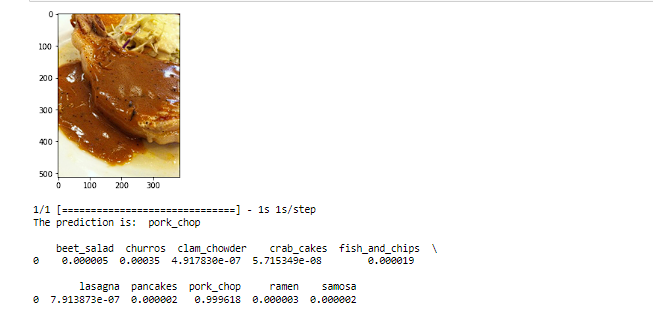 0
100
200
300
400
500
0 100 200 300
1/1 [==============================] - 1s 1s/step
The prediction is:  pork_chop
beet_salad churros clam_chowder crab_cakes fish_and_chips \
0 0.000005 0.00035 4.917830e-07 5.715349e-08 0.000019
lasagna pancakes pork_chop ramen samosa
0 7.913873e-07 0.000002 0.999618 0.000003 0.000002